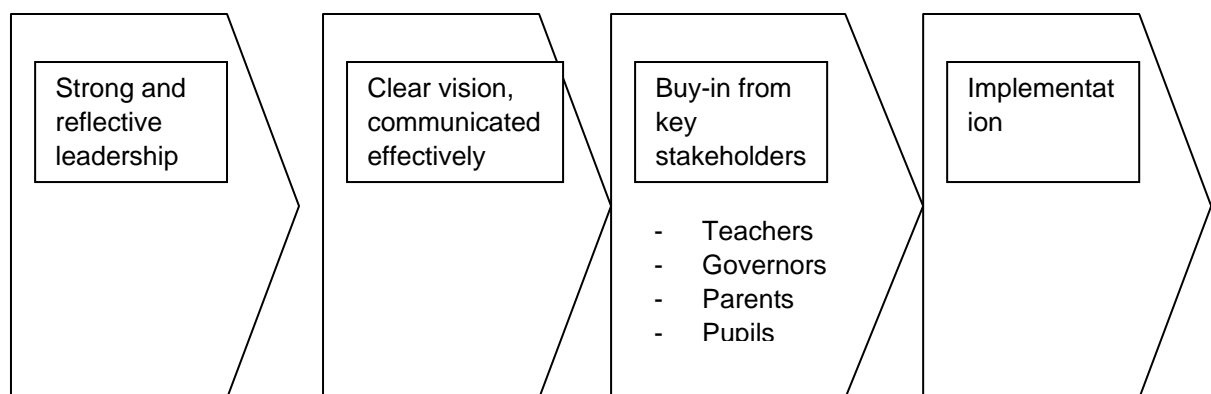 Strong and
reflective
leadership
Clear vision,
communicated
effectively
Buy-in from
key
stakeholders
- Teachers
- Governors
- Parents
- Pupils
Implementat
ion